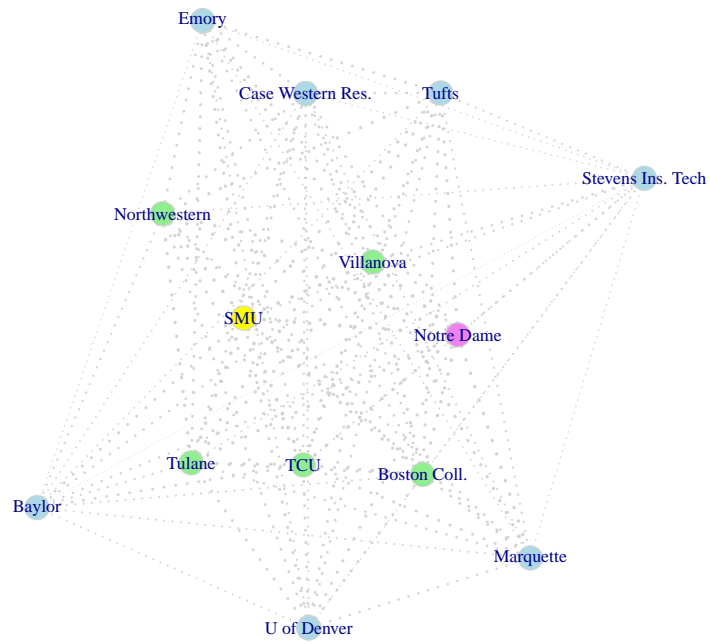 Emory
Case Western Res.
Tufts
Stevens Ins. Tech
Northwestern
Villanova
SMU
Notre Dame
Tulane
TCU
Boston Coll.
Baylor
Marquette
U of Denver